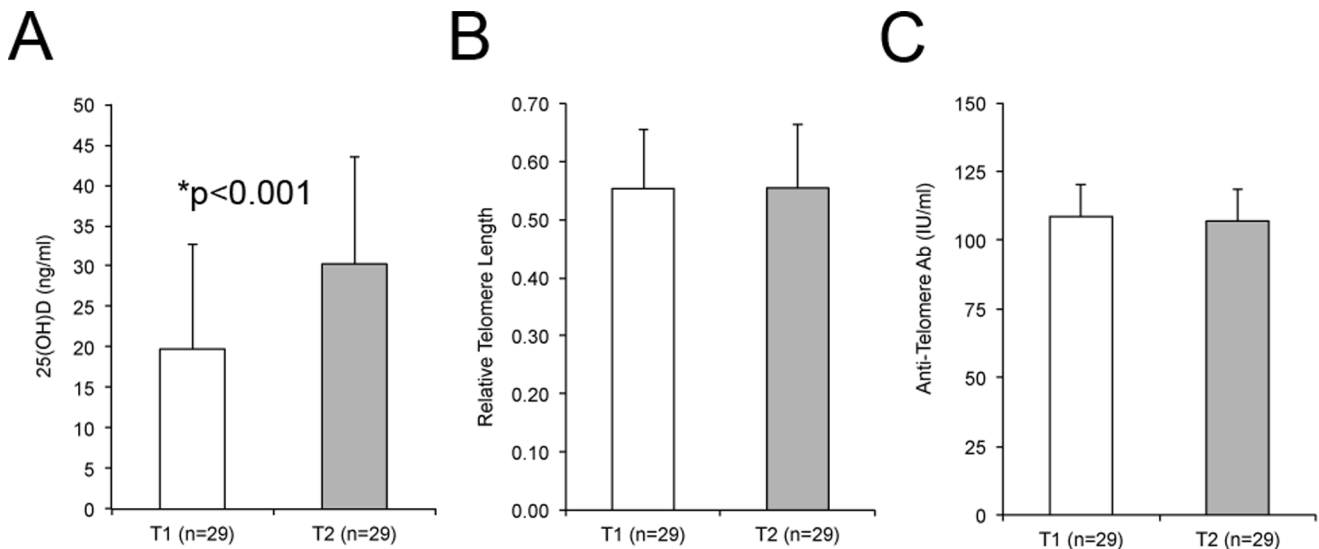 A
B
C
50
45
40
35
30
25
20
15
10
5
0
25(OH)D (ng/ml)
*p<0.001
T1 (n=29)
T2 (n=29)
0.70
0.60
0.50
0.40
0.30
0.20
0.10
0.00
Relative Telomere Length
T1 (n=29)
T2 (n=29)
150
125
100
75
50
25
0
Anti-Telomere Ab (IU/ml)
T1 (n=29)
T2 (n=29)